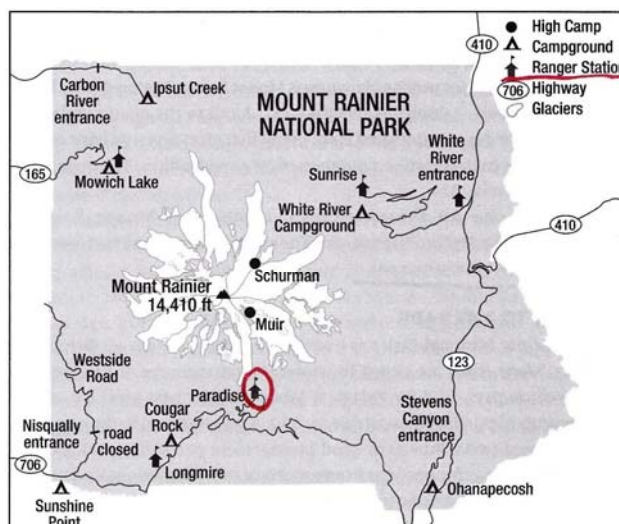 410
High Camp
Campground
Ranger Station
706 Highway
Glaciers
Carbon
River
entrance
Ipsut Creek
MOUNT RAINIER
NATIONAL PARK
165
Mowich Lake
Sunrise
White
River
entrance
White River
Campground
410
Schurman
Mount Rainier
14,410 ft
Muir
Westside
Road
Paradise
123
Stevens
Canyon
entrance
Nisqually
entrance
road
closed
Cougar
Rock
706
Longmire
Sunshine
Point
Ohanapecosh